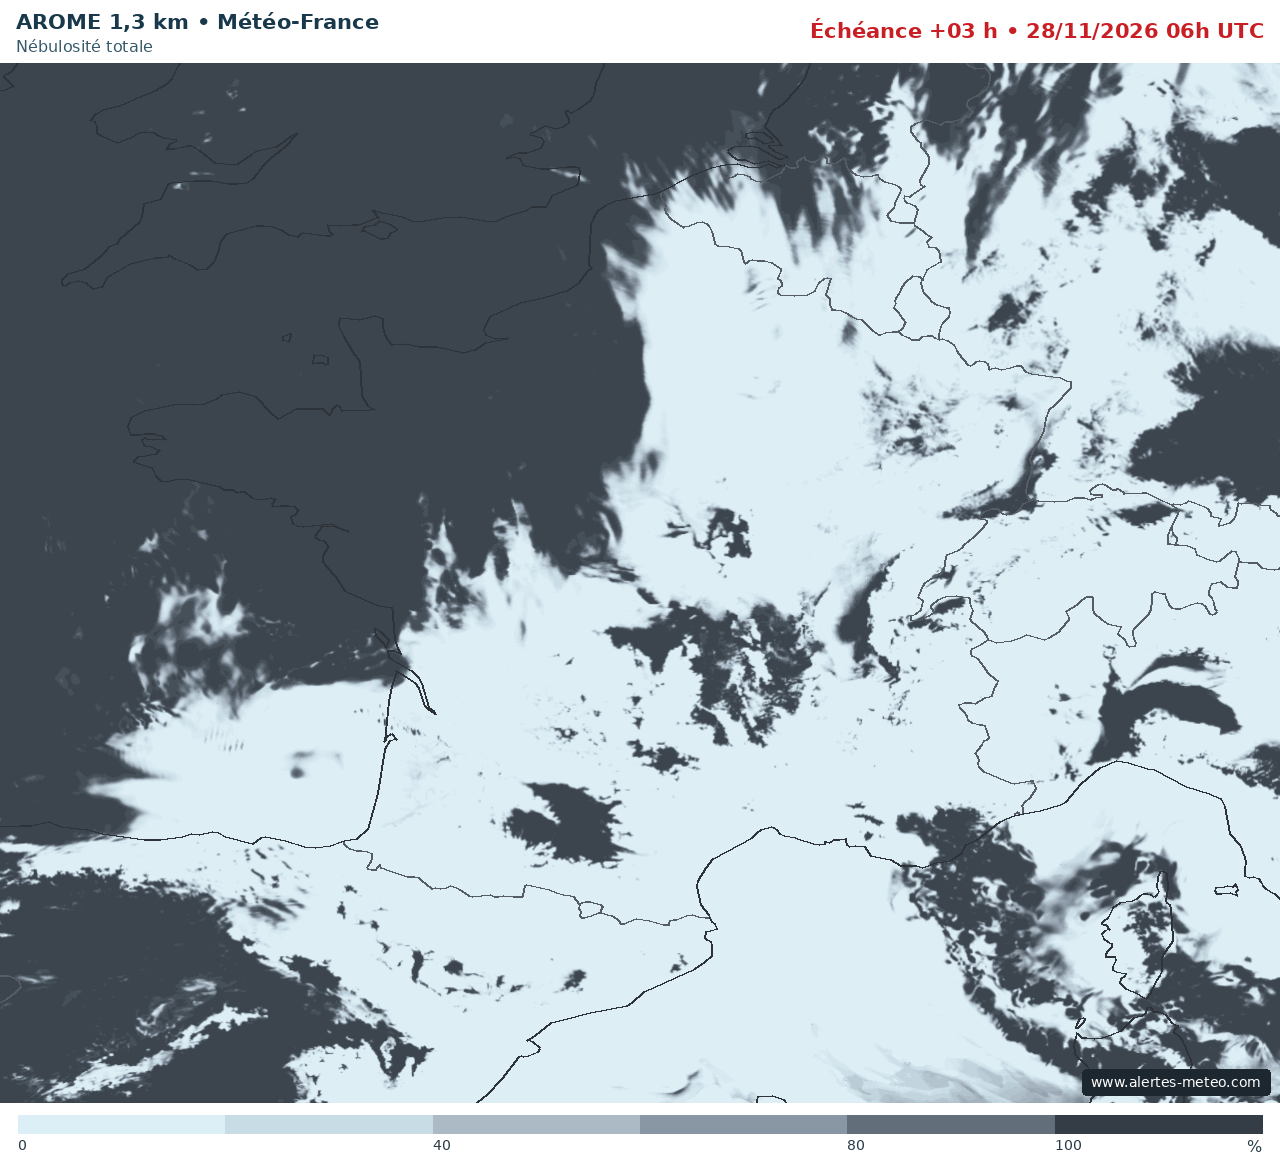 AROME 1,3 km • Météo-France
Nébulosité totale
Échéance +03 h • 28/11/2026 06h UTC
www.alertes-meteo.com
0 40 80 100 %